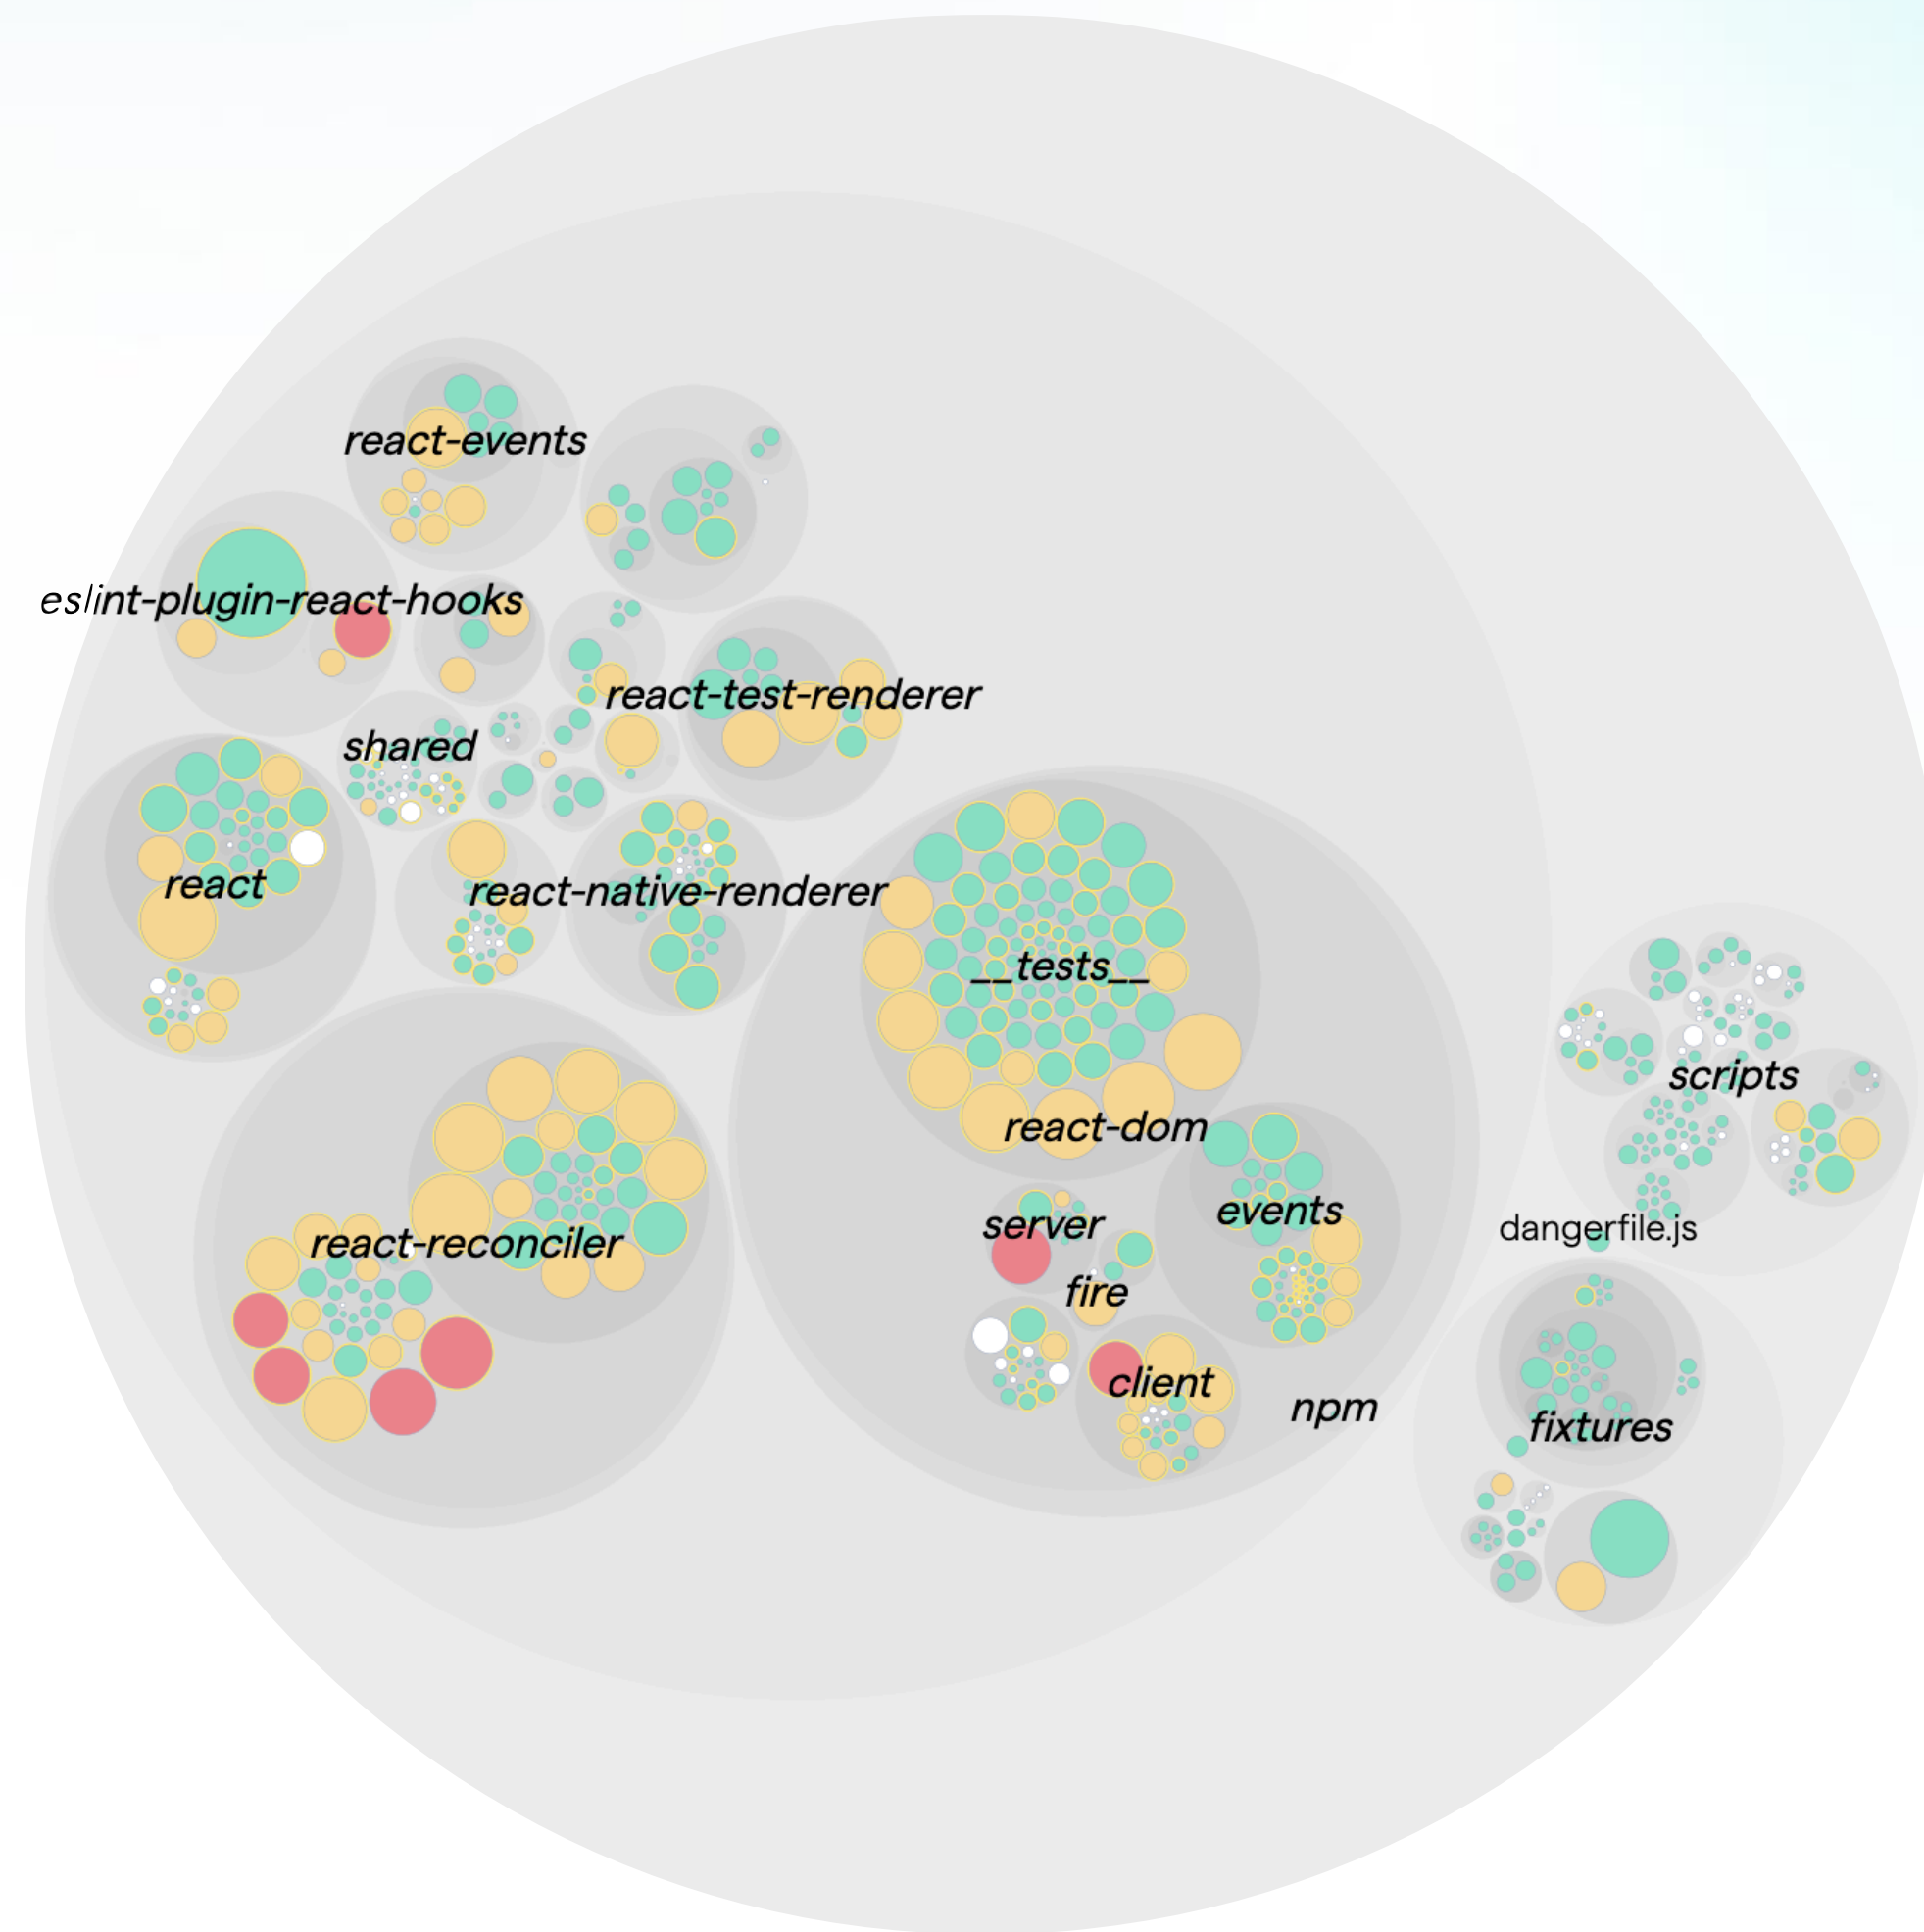 react-events
eslint-plugin-react-hooks
react-test-renderer
shared
react
react-native-renderer
__tests__
scripts
react-dom
events
server
dangerfile.js
react-reconciler
fire
client
npm
fixtures